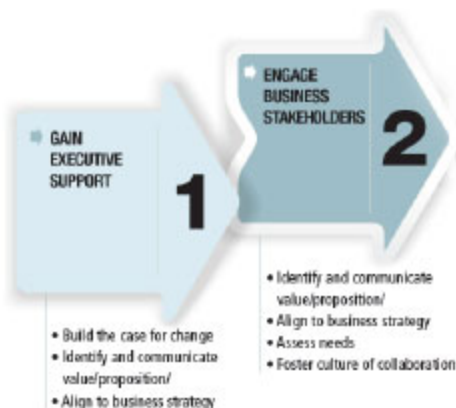 GAIN
EXECUTIVE
SUPPORT
1
• Build the case for change
• Identify and communicate
value/proposition/
• Align to business strategy
ENGAGE
BUSINESS
STAKEHOLDERS
2
• Identify and communicate
value/proposition/
• Align to business strategy
• Assess needs
• Foster culture of collaboration